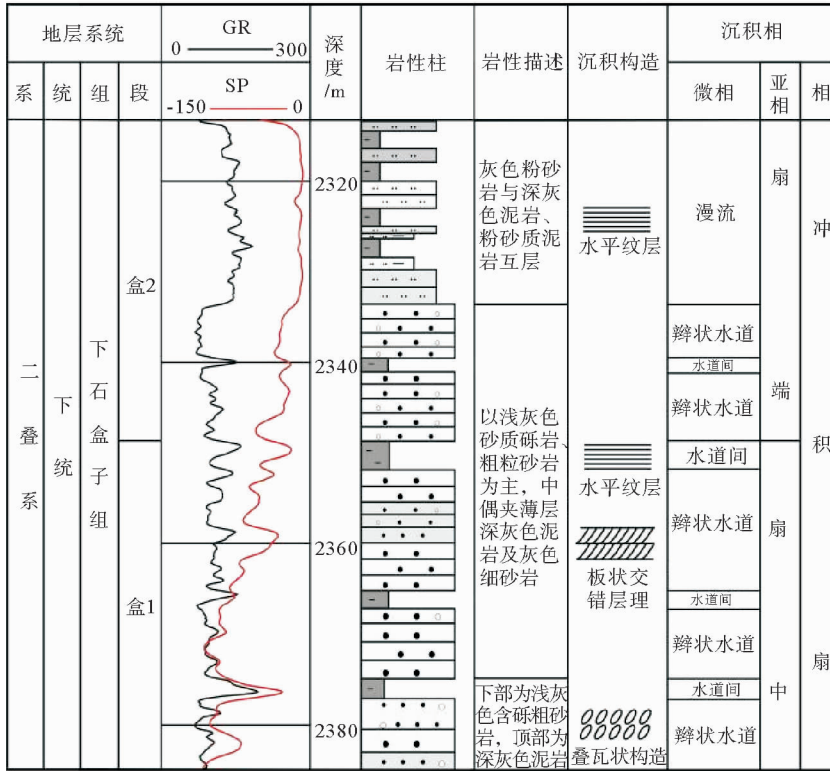 地层系统
GR
0 300
深度/m
岩性柱
岩性描述
沉积构造
沉积相
系
统
组
段
SP
-150 0
微相
亚相
相
二叠系
下统
下石盒子组
盒2
盒1
2320
2340
2360
2380
灰色粉砂
岩与深灰
色泥岩、
粉砂质泥
岩互层
以浅灰色
砂质砾岩、
粗粒砂岩
为主，中
偶夹薄层
深灰色泥
岩及灰色
细砂岩
下部为浅灰
色含砾粗砂
岩，顶部为
深灰色泥岩
水平纹层
水平纹层
板状交
错层理
叠瓦状构造
漫流
辫状水道
水道间
辫状水道
水道间
辫状水道
水道间
辫状水道
水道间
辫状水道
扇端
扇中
冲积扇